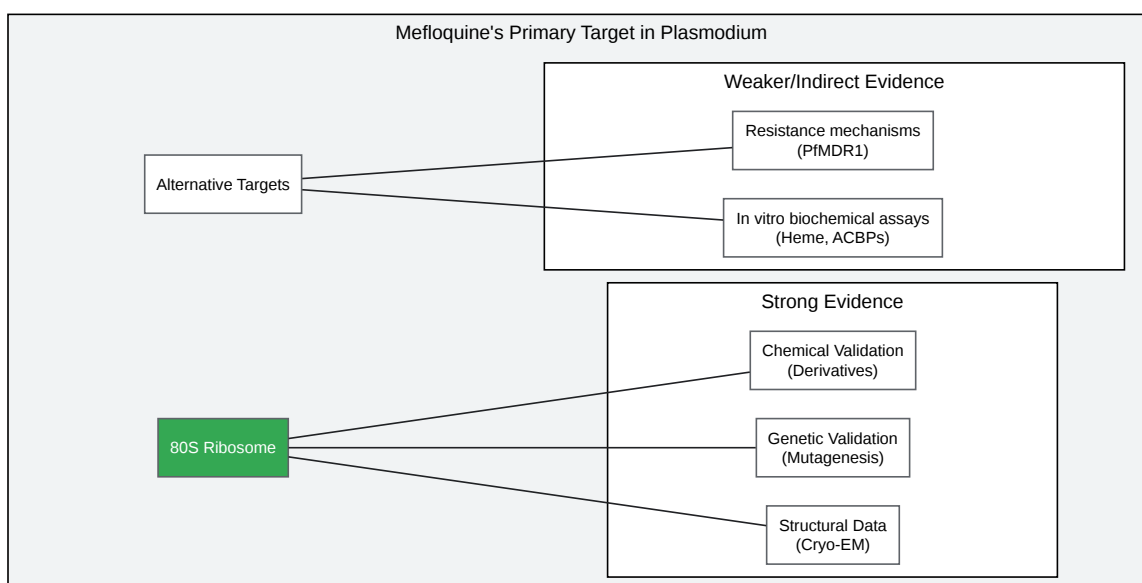 Mefloquine's Primary Target in Plasmodium
Weaker/Indirect Evidence
Resistance mechanisms
(PfMDR1)
Alternative Targets
In vitro biochemical assays
(Heme, ACBPs)
Strong Evidence
Chemical Validation
(Derivatives)
80S Ribosome
Genetic Validation
(Mutagenesis)
Structural Data
(Cryo-EM)